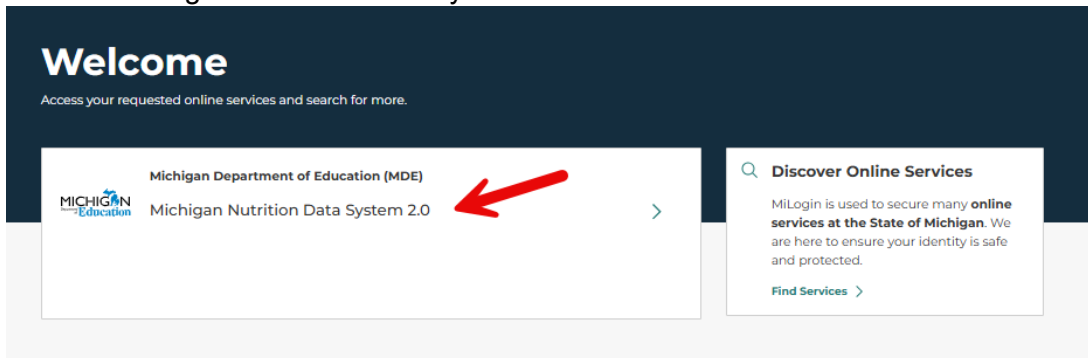 Welcome
Access your requested online services and search for more.
Michigan Department of Education (MDE)
MICHIGAN
Education
Michigan Nutrition Data System 2.0
Discover Online Services
MiLogin is used to secure many online
services at the State of Michigan. We
are here to ensure your identity is safe
and protected.
Find Services